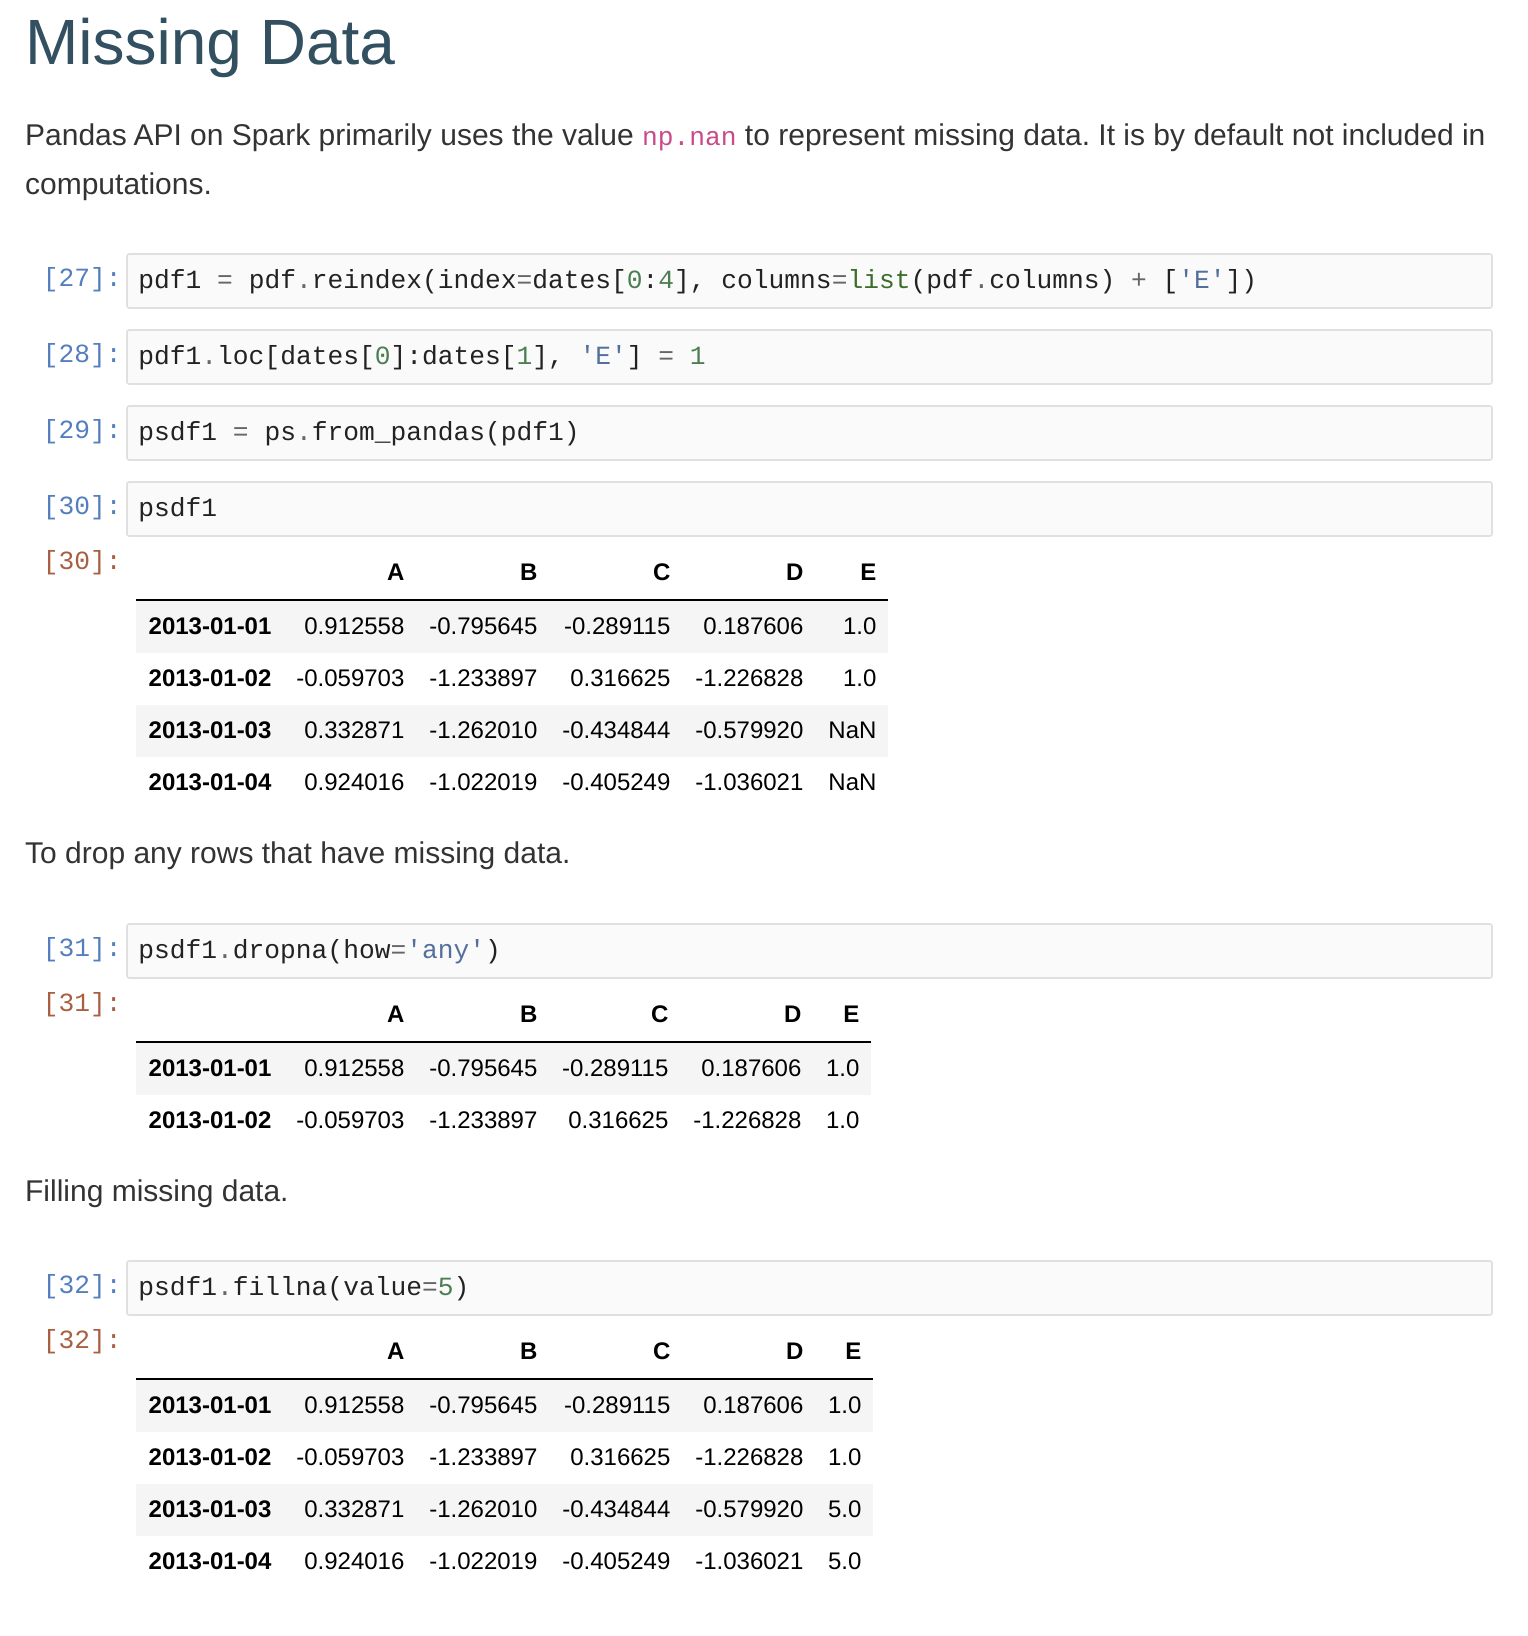 Missing Data
Pandas API on Spark primarily uses the value np.nan to represent missing data. It is by default not included in
computations.
[27]: pdf1 = pdf.reindex(index=dates[0:4], columns=list(pdf.columns) + ['E'])
[28]: pdf1.loc[dates[0]:dates[1], 'E'] = 1
[29]: psdf1 = ps.from_pandas(pdf1)
[30]: psdf1
[30]:
A B C D E
2013-01-01 0.912558 -0.795645 -0.289115 0.187606 1.0
2013-01-02 -0.059703 -1.233897 0.316625 -1.226828 1.0
2013-01-03 0.332871 -1.262010 -0.434844 -0.579920 NaN
2013-01-04 0.924016 -1.022019 -0.405249 -1.036021 NaN
To drop any rows that have missing data.
[31]: psdf1.dropna(how='any')
[31]:
A B C D E
2013-01-01 0.912558 -0.795645 -0.289115 0.187606 1.0
2013-01-02 -0.059703 -1.233897 0.316625 -1.226828 1.0
Filling missing data.
[32]: psdf1.fillna(value=5)
[32]:
A B C D E
2013-01-01 0.912558 -0.795645 -0.289115 0.187606 1.0
2013-01-02 -0.059703 -1.233897 0.316625 -1.226828 1.0
2013-01-03 0.332871 -1.262010 -0.434844 -0.579920 5.0
2013-01-04 0.924016 -1.022019 -0.405249 -1.036021 5.0